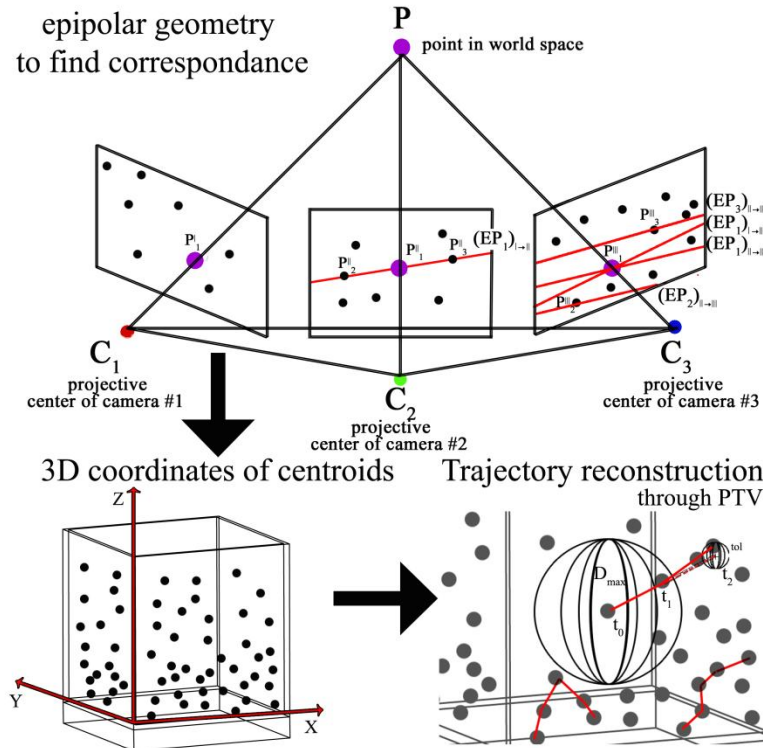 epipolar geometry
to find correspondance
P
point in world space
P|1
P||2
P||1
P||3
(EP1)|→||
P||3
P|||1
P|||2
(EP3)||→|||
(EP1)|→|||
(EP1)||→|||
(EP2)||→|||
C1
projective
center of camera #1
C2
projective
center of camera #2
C3
projective
center of camera #3
3D coordinates of centroids
Z
Y
X
Trajectory reconstruction
through PTV
Dmax
t0
t1
tol
t2